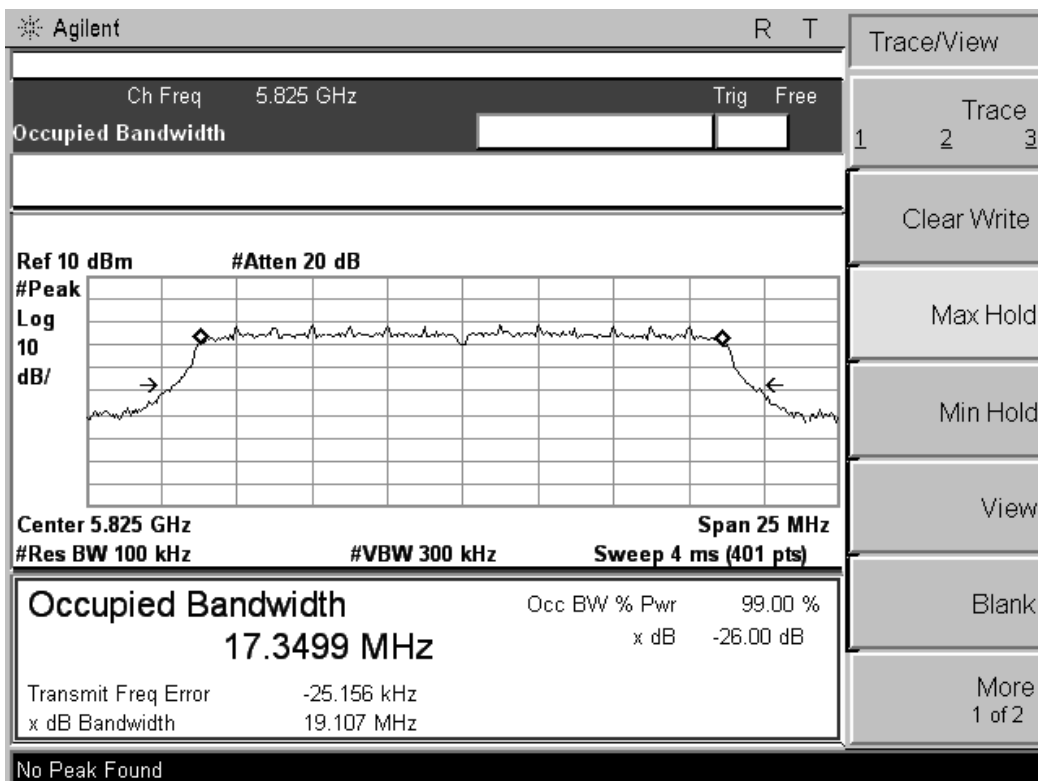 Agilent R T
Ch Freq 5.825 GHz Trig Free
Occupied Bandwidth
Ref 10 dBm #Atten 20 dB
#Peak
Log
10
dB/
Center 5.825 GHz Span 25 MHz
#Res BW 100 kHz #VBW 300 kHz Sweep 4 ms (401 pts)
Occupied Bandwidth
17.3499 MHz
Occ BW % Pwr 99.00 %
x dB -26.00 dB
Transmit Freq Error -25.156 kHz
x dB Bandwidth 19.107 MHz
No Peak Found
Trace/View
Trace
1 2 3
Clear Write
Max Hold
Min Hold
View
Blank
More
1 of 2